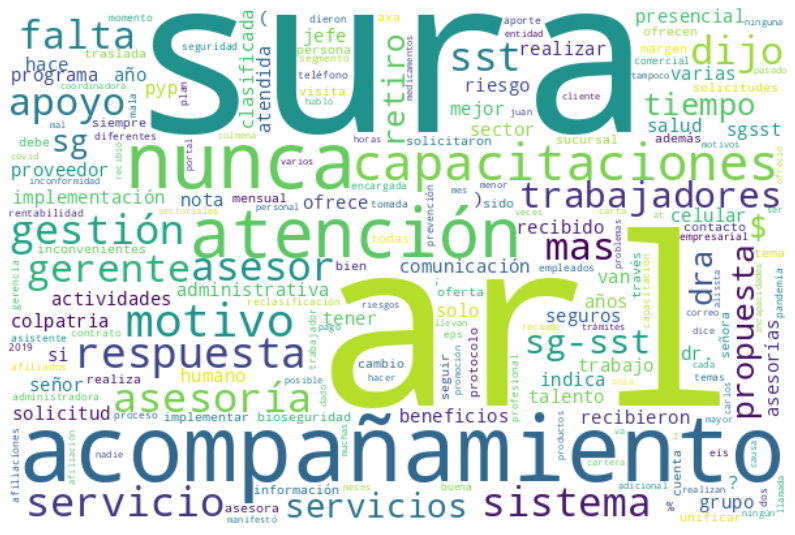 sura
arl
acompañamiento
nunca
atención
capacitaciones
falta
dijo
apoyo
sst
retiro
tiempo
presencial
jefe
realizar
clasificada
(
atendida
hace
programa
año
pyp
visita
riesgo
mejor
sector
varias
salud
sgsst
sg
proveedor
debe
siempre
implementación
nota
mensual
ofrece
trabajadores
gestión
gerente
asesor
mas
recibido
celular
$
dra
propuesta
asesorías
motivo
administrativa
comunicación
van
años
solo
seguros
actividades
colpatria
si
tener
respuesta
sg-sst
dr.
indica
trabajo
talento
señor
humano
asesoría
solicitud
beneficios
recibieron
servicio
servicios
sistema
grupo
unificar
cuenta
?
)
%
información
asesora
bioseguridad
implementar
protocolo
seguir
cambio
oferta
eps
momento
dieron
axa
seguridad
persona
segmento
ofrecen
traslada
teléfono
habló
medicamentos
margen
comercial
solicitudes
aporte
entidad
ninguna
tampoco
pasado
coordinadora
plan
mala
mal
covid
diferentes
colmena
recibió
portal
cliente
juan
horas
solicitaron
sucursal
además
motivos
ofreció
inconformidad
varios
encargada
mes
menor
sido
rentabilidad
sectoriales
personal
tomada
prevención
veces
carta
at
ser
tema
contacto
empresarial
inconvenientes
gerencia
todas
problemas
empleados
capacitación
través
señora
alissta
incapacidades
pandemia
reclasificación
contrato
asistente
2019
afiliados
administradora
riesgos
trabajador
pago
llevan
recaudo
trámites
correo
dice
cada
temas
carlos
mayor
sola
realiza
posible
hacer
promoción
dado
profesional
proceso
afiliación
afiliaciones
muchas
nadie
meses
buena
manifestó
productos
va
cartera
adicional
2
eis
causa
dos
llamada
realizan
ningún